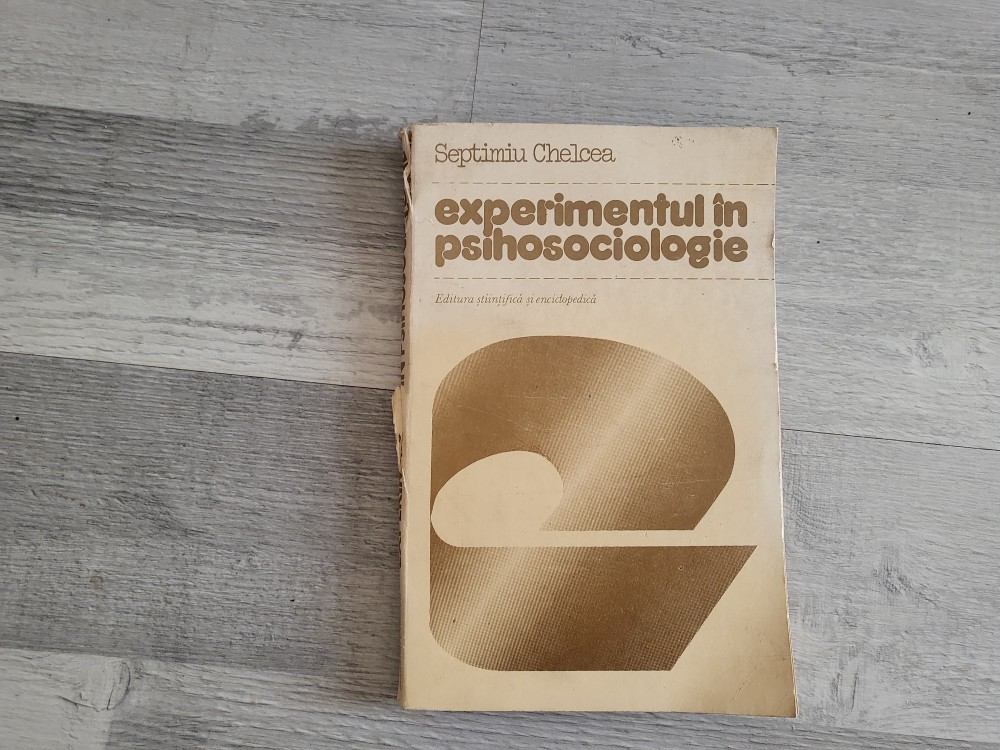 Septimiu Chelcea
experimentul în
psihosociologie
Editura științifică și enciclopedică